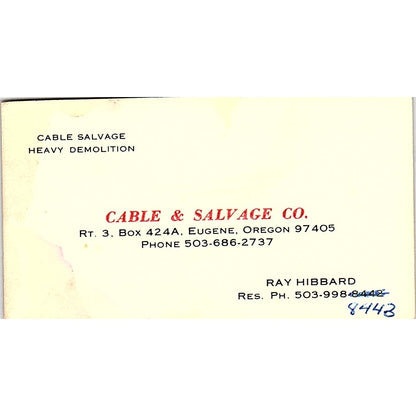 CABLE SALVAGE
HEAVY DEMOLITION
CABLE & SALVAGE CO.
RT. 3. BOX 424A, EUGENE, OREGON 97405
PHONE 503-686-2737
RAY HIBBARD
RES. PH. 503-998-8448
8443